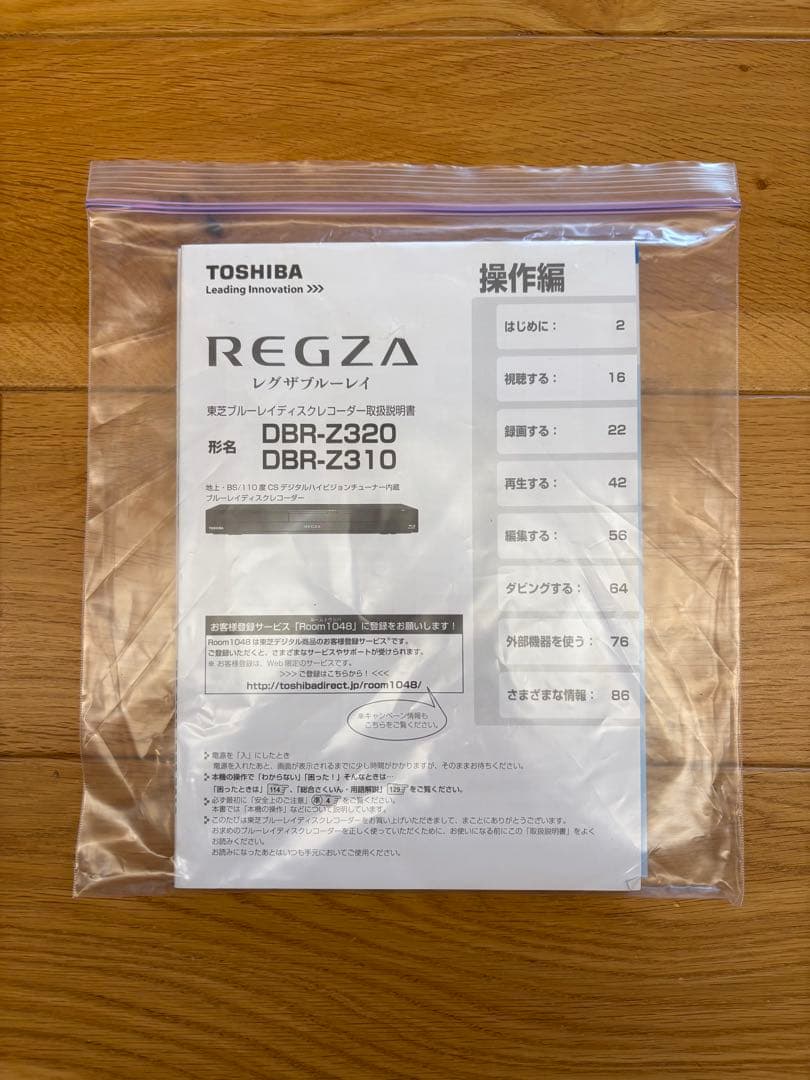 TOSHIBA
Leading Innovation >>>
操作編
REGZA
レグザブルーレイ
東芝ブルーレイディスクレコーダー取扱説明書
形名
DBR-Z320
DBR-Z310
地上・BS/110度CSデジタルハイビジョンチューナー内蔵
ブルーレイディスクレコーダー
TOSHIBA
REGZA
はじめに： 2
視聴する： 16
録画する： 22
再生する： 42
編集する： 56
ダビングする： 64
外部機器を使う： 76
さまざまな情報： 86
お客様登録サービス「Room1048」に登録をお願いします！
Room1048は東芝デジタル商品のお客様登録サービス*です。
ご登録いただくと、さまざまなサービスやサポートが受けられます。
※ お客様登録は、Web限定のサービスです。
>>> ご登録はこちらから！ <<<
http://toshibadirect.jp/room1048/
※キャンペーン情報も
こちらをご覧ください。
電源を「入」にしたとき
電源を入れたあと、画面が表示されるまでに少し時間がかかりますが、そのままお待ちください。
本機の操作で「わからない」「困った！」そんなときは…
「困ったときは」114、「総合さくいん・用語解説」129をご覧ください。
必ず最初に「安全上のご注意」準 4 をご覧ください。
本書では「本機の操作」などについて説明しています。
このたびは東芝ブルーレイディスクレコーダーをお買い上げいただきまして、まことにありがとうございます。
おまめのブルーレイディスクレコーダーを正しく使っていただくために、お使いになる前にこの「取扱説明書」をよく
お読みください。
お読みになったあとはいつも手元においてご使用ください。